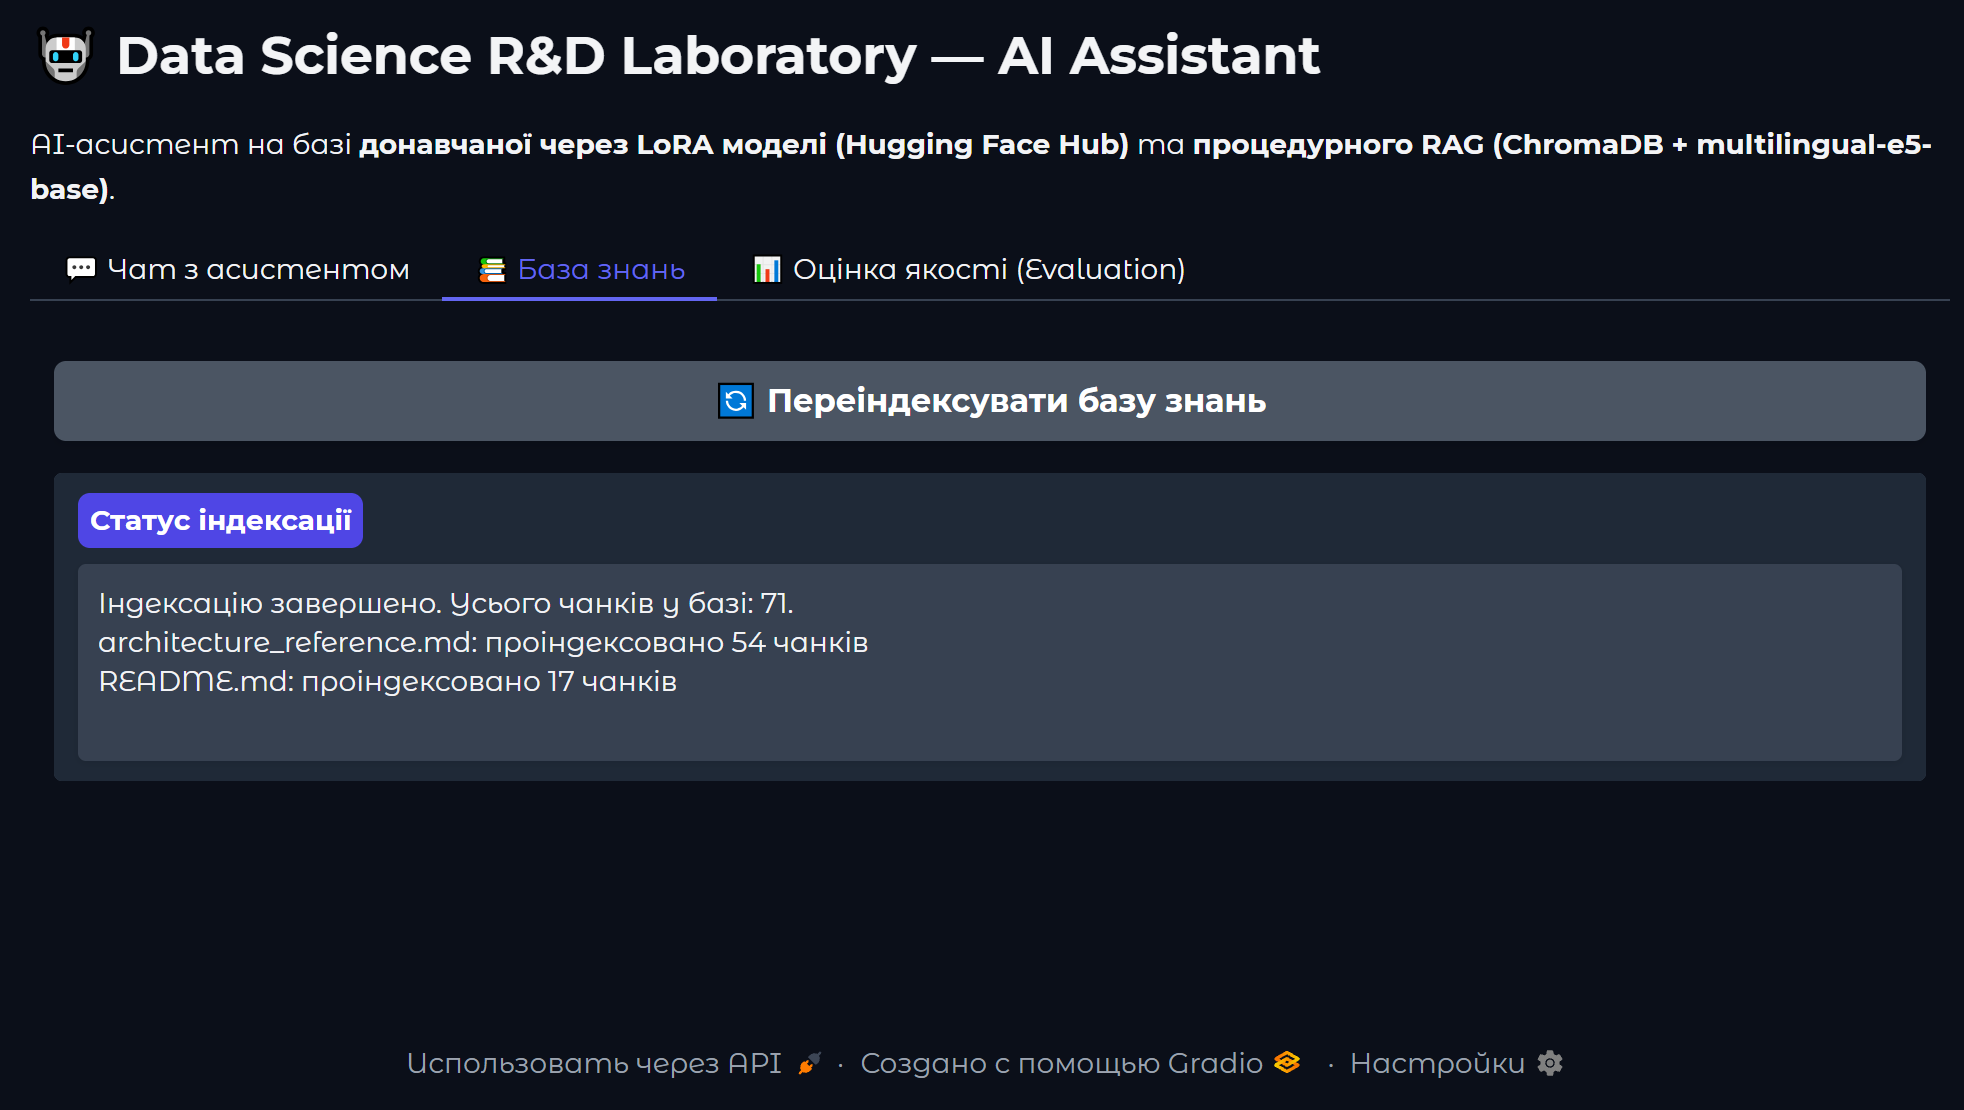 Data Science R&D Laboratory — AI Assistant
AI-асистент на базі донавчаної через LoRA моделі (Hugging Face Hub) та процедурного RAG (ChromaDB + multilingual-e5-
base).
Чат з асистентом
База знань
Оцінка якості (Evaluation)
Переіндексувати базу знань
Статус індексації
Індексацію завершено. Усього чанків у базі: 71.
architecture_reference.md: проіндексовано 54 чанків
README.md: проіндексовано 17 чанків
Использовать через API · Создано с помощью Gradio · Настройки